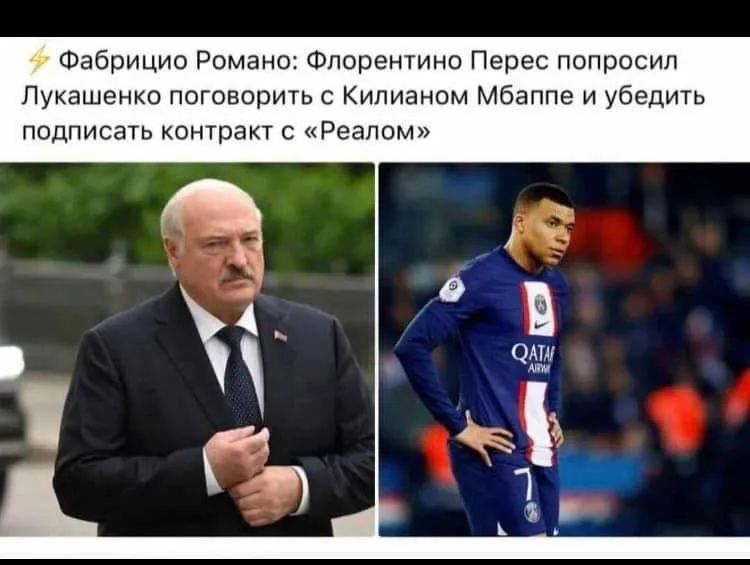 ⚡ Фабрицио Романо: Флорентино Перес попросил
Лукашенко поговорить с Килианом Мбаппе и убедить
подписать контракт с «Реалом»
QATAR
AIRWAYS
7